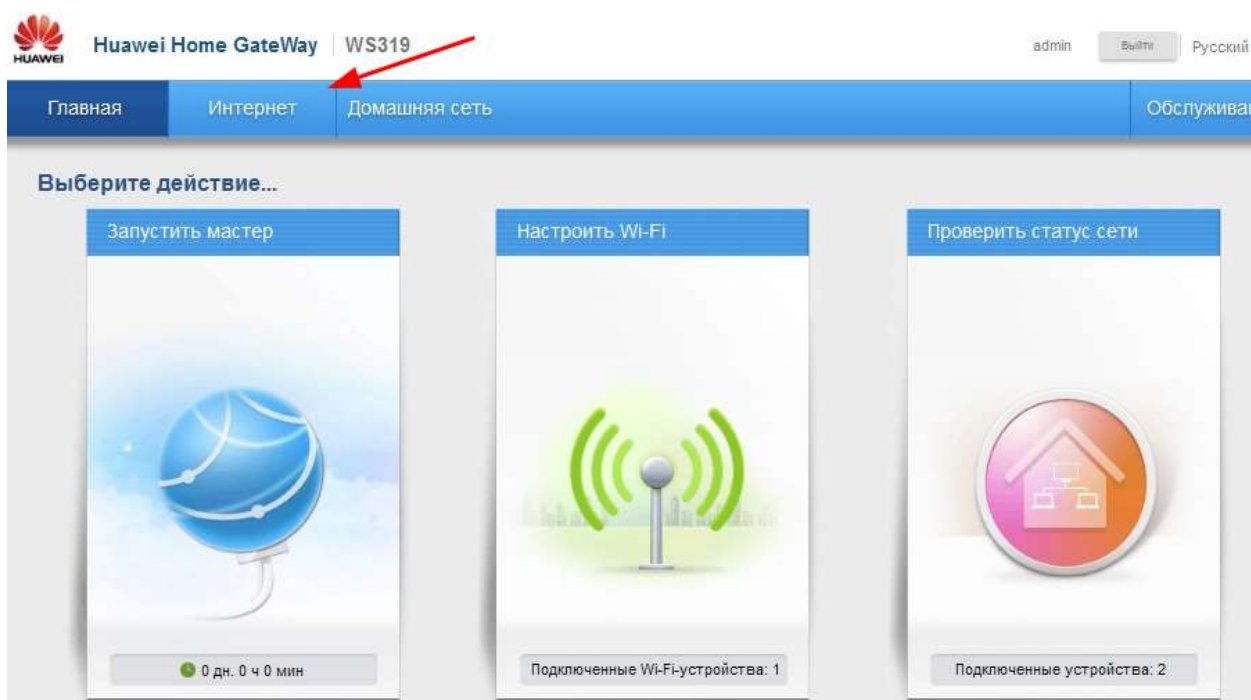 HUAWEI
Huawei Home GateWay WS319
admin Выйти Русский
Главная Интернет Домашняя сеть
Выберите действие...
Запустить мастер Настроить Wi-Fi Проверить статус сети
0 дн. 0 ч 0 мин Подключенные Wi-Fi-устройства: 1 Подключенные устройства: 2